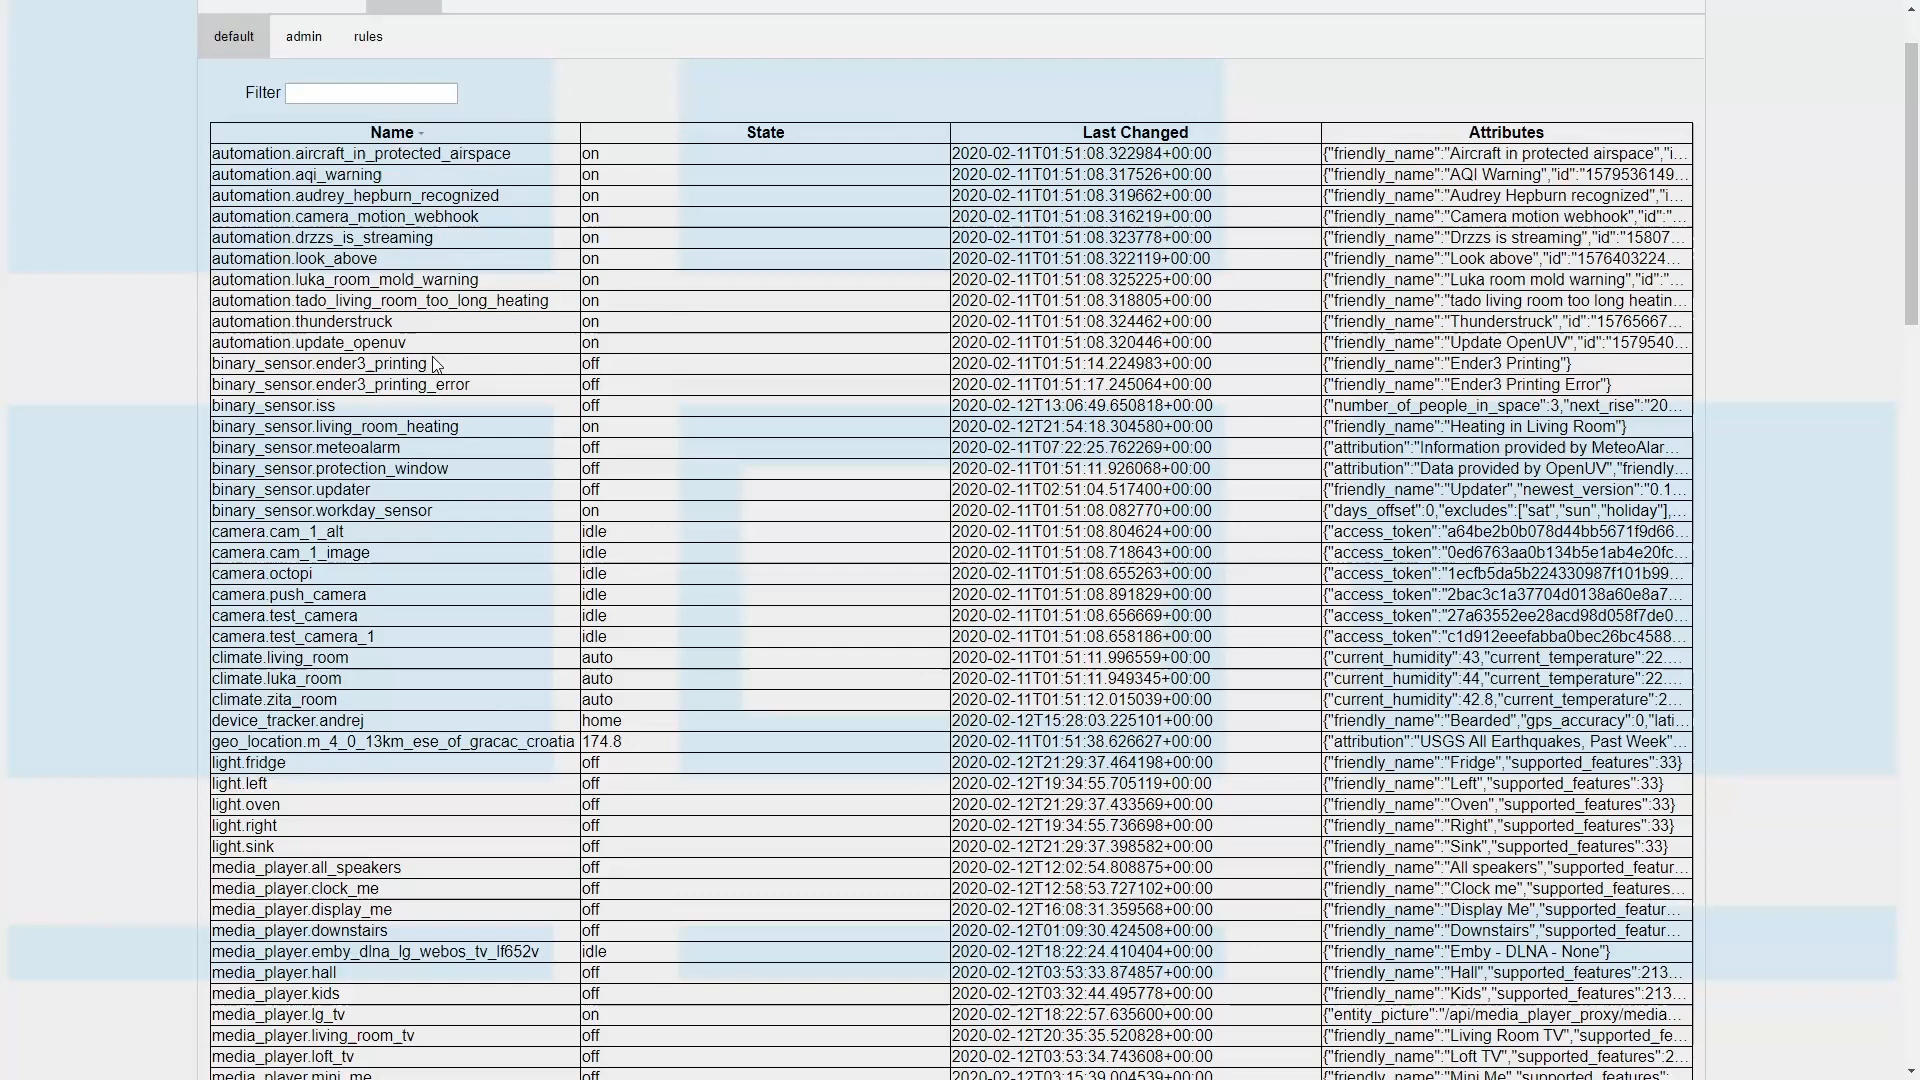 default admin rules
Filter
Name State Last Changed Attributes
automation.aircraft_in_protected_airspace on 2020-02-11T01:51:08.322984+00:00 {"friendly_name":"Aircraft in protected airspace","i...
automation.aqi_warning on 2020-02-11T01:51:08.317526+00:00 {"friendly_name":"AQI Warning","id":"1579536149...
automation.audrey_hepburn_recognized on 2020-02-11T01:51:08.319662+00:00 {"friendly_name":"Audrey Hepburn recognized","i...
automation.camera_motion_webhook on 2020-02-11T01:51:08.316219+00:00 {"friendly_name":"Camera motion webhook","id":"...
automation.drzzs_is_streaming on 2020-02-11T01:51:08.323778+00:00 {"friendly_name":"Drzzs is streaming","id":"15807...
automation.look_above on 2020-02-11T01:51:08.322119+00:00 {"friendly_name":"Look above","id":"1576403224...
automation.luka_room_mold_warning on 2020-02-11T01:51:08.325225+00:00 {"friendly_name":"Luka room mold warning","id":"...
automation.tado_living_room_too_long_heating on 2020-02-11T01:51:08.318805+00:00 {"friendly_name":"tado living room too long heatin...
automation.thunderstruck on 2020-02-11T01:51:08.324462+00:00 {"friendly_name":"Thunderstruck","id":"15765667...
automation.update_openuv on 2020-02-11T01:51:08.320446+00:00 {"friendly_name":"Update OpenUV","id":"1579540...
binary_sensor.ender3_printing off 2020-02-11T01:51:14.224983+00:00 {"friendly_name":"Ender3 Printing"}
binary_sensor.ender3_printing_error off 2020-02-11T01:51:17.245064+00:00 {"friendly_name":"Ender3 Printing Error"}
binary_sensor.iss off 2020-02-12T13:06:49.650818+00:00 {"number_of_people_in_space":3,"next_rise":"20...
binary_sensor.living_room_heating on 2020-02-12T21:54:18.304580+00:00 {"friendly_name":"Heating in Living Room"}
binary_sensor.meteoalarm off 2020-02-11T07:22:25.762269+00:00 {"attribution":"Information provided by MeteoAlar...
binary_sensor.protection_window off 2020-02-11T01:51:11.926068+00:00 {"attribution":"Data provided by OpenUV","friendly...
binary_sensor.updater off 2020-02-11T02:51:04.517400+00:00 {"friendly_name":"Updater","newest_version":"0.1...
binary_sensor.workday_sensor on 2020-02-11T01:51:08.082770+00:00 {"days_offset":0,"excludes":["sat","sun","holiday"],...
camera.cam_1_alt idle 2020-02-11T01:51:08.804624+00:00 {"access_token":"a64be2b0b078d44bb5671f9d66...
camera.cam_1_image idle 2020-02-11T01:51:08.718643+00:00 {"access_token":"0ed6763aa0b134b5e1ab4e20fc...
camera.octopi idle 2020-02-11T01:51:08.655263+00:00 {"access_token":"1ecfb5da5b224330987f101b99...
camera.push_camera idle 2020-02-11T01:51:08.891829+00:00 {"access_token":"2bac3c1a37704d0138a60e8a7...
camera.test_camera idle 2020-02-11T01:51:08.656669+00:00 {"access_token":"27a63552ee28acd98d058f7de0...
camera.test_camera_1 idle 2020-02-11T01:51:08.658186+00:00 {"access_token":"c1d912eeefabba0bec26bc4588...
climate.living_room auto 2020-02-11T01:51:11.996559+00:00 {"current_humidity":43,"current_temperature":22....
climate.luka_room auto 2020-02-11T01:51:11.949345+00:00 {"current_humidity":44,"current_temperature":22....
climate.zita_room auto 2020-02-11T01:51:12.015039+00:00 {"current_humidity":42.8,"current_temperature":2...
device_tracker.andrej home 2020-02-12T15:28:03.225101+00:00 {"friendly_name":"Bearded","gps_accuracy":0,"lati...
geo_location.m_4_0_13km_ese_of_gracac_croatia 174.8 2020-02-11T01:51:38.626627+00:00 {"attribution":"USGS All Earthquakes, Past Week"...
light.fridge off 2020-02-12T21:29:37.464198+00:00 {"friendly_name":"Fridge","supported_features":33}
light.left off 2020-02-12T19:34:55.705119+00:00 {"friendly_name":"Left","supported_features":33}
light.oven off 2020-02-12T21:29:37.433569+00:00 {"friendly_name":"Oven","supported_features":33}
light.right off 2020-02-12T19:34:55.736698+00:00 {"friendly_name":"Right","supported_features":33}
light.sink off 2020-02-12T21:29:37.398582+00:00 {"friendly_name":"Sink","supported_features":33}
media_player.all_speakers off 2020-02-12T12:02:54.808875+00:00 {"friendly_name":"All speakers","supported_featur...
media_player.clock_me off 2020-02-12T12:58:53.727102+00:00 {"friendly_name":"Clock me","supported_features...
media_player.display_me off 2020-02-12T16:08:31.359568+00:00 {"friendly_name":"Display Me","supported_featur...
media_player.downstairs off 2020-02-12T01:09:30.424508+00:00 {"friendly_name":"Downstairs","supported_featur...
media_player.emby_dlna_lg_webos_tv_lf652v idle 2020-02-12T18:22:24.410404+00:00 {"friendly_name":"Emby - DLNA - None"}
media_player.hall off 2020-02-12T03:53:33.874857+00:00 {"friendly_name":"Hall","supported_features":213...
media_player.kids off 2020-02-12T03:32:44.495778+00:00 {"friendly_name":"Kids","supported_features":213...
media_player.lg_tv on 2020-02-12T18:22:57.635600+00:00 {"entity_picture":"/api/media_player_proxy/media...
media_player.living_room_tv off 2020-02-12T20:35:35.520828+00:00 {"friendly_name":"Living Room TV","supported_fe...
media_player.loft_tv off 2020-02-12T03:53:34.743608+00:00 {"friendly_name":"Loft TV","supported_features":2...
media_player.mini_me off 2020-02-12T03:15:39.004539+00:00 {"friendly_name":"Mini Me","supported_features":